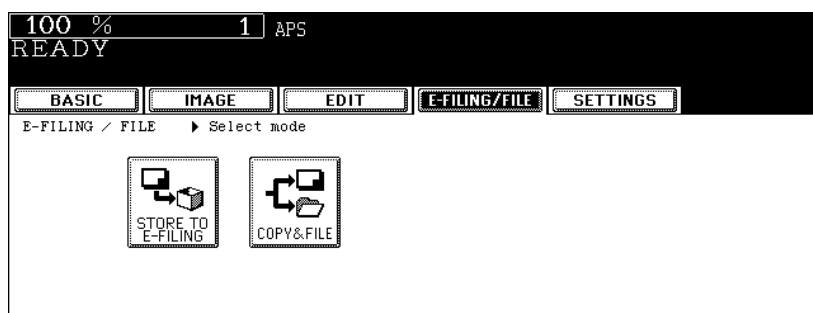 100 % 1 APS
READY
BASIC IMAGE EDIT E-FILING/FILE SETTINGS
E-FILING / FILE ▶ Select mode
STORE TO
E-FILING
COPY&FILE